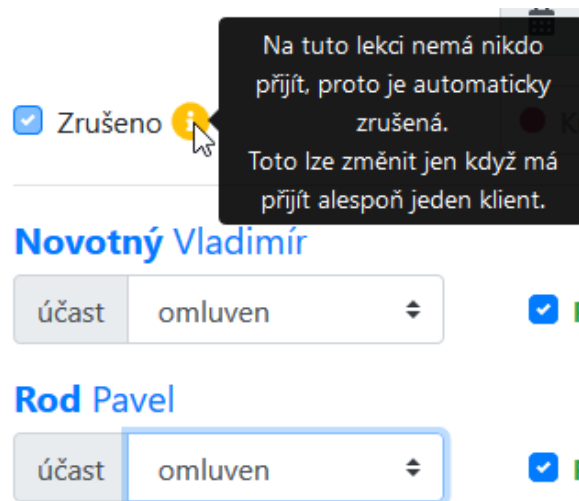 Na tuto lekci nemá nikdo
přijít, proto je automaticky
zrušená.
Toto lze změnit jen když má
přijít alespoň jeden klient.
Zrušeno
Novotný Vladimír
účast omluven
Rod Pavel
účast omluven